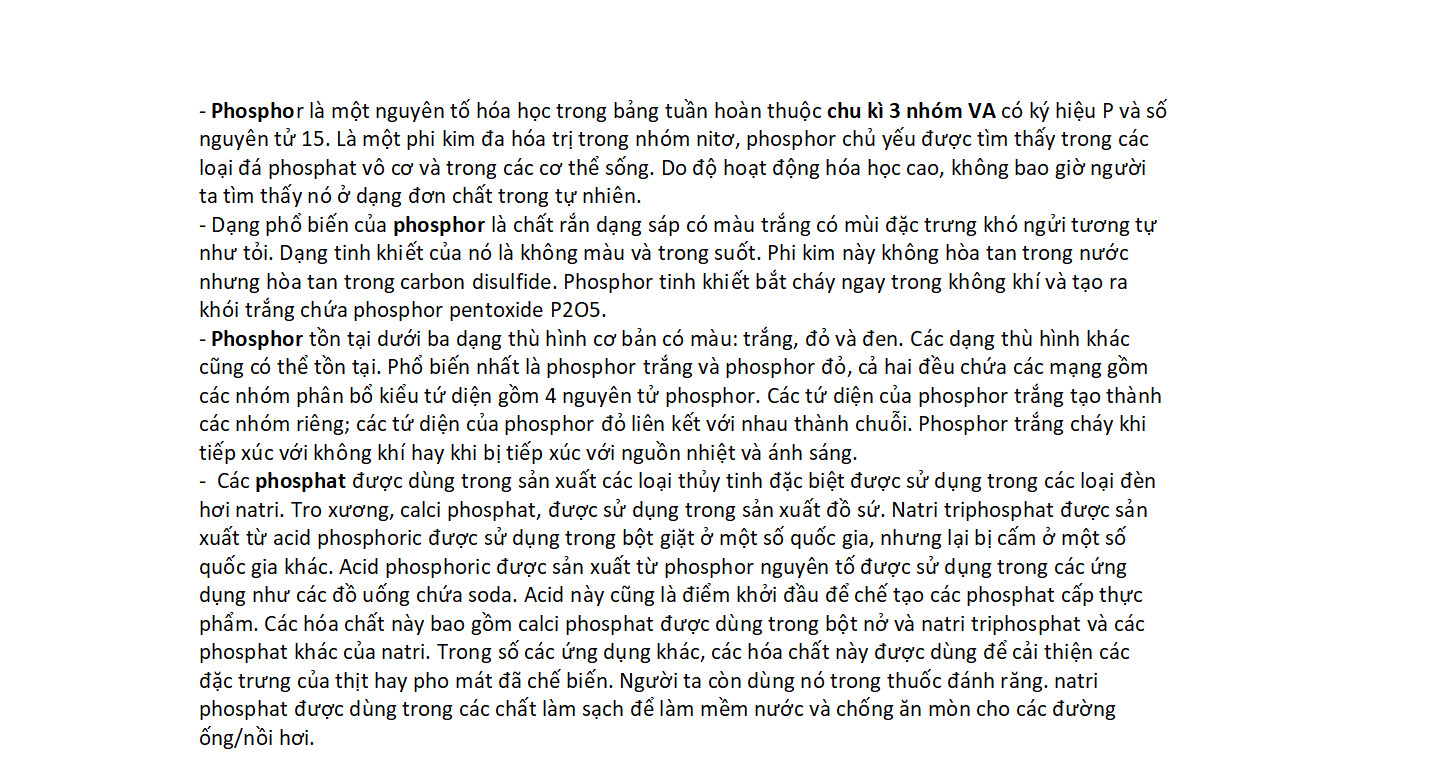 - Phosphor là một nguyên tố hóa học trong bảng tuần hoàn thuộc chu kì 3 nhóm VA có ký hiệu P và số
nguyên tử 15. Là một phi kim đa hóa trị trong nhóm nitơ, phosphor chủ yếu được tìm thấy trong các
loại đá phosphat vô cơ và trong các cơ thể sống. Do độ hoạt động hóa học cao, không bao giờ người
ta tìm thấy nó ở dạng đơn chất trong tự nhiên.
- Dạng phổ biến của phosphor là chất rắn dạng sáp có màu trắng có mùi đặc trưng khó ngửi tương tự
như tỏi. Dạng tinh khiết của nó là không màu và trong suốt. Phi kim này không hòa tan trong nước
nhưng hòa tan trong carbon disulfide. Phosphor tinh khiết bắt cháy ngay trong không khí và tạo ra
khói trắng chứa phosphor pentoxide P2O5.
- Phosphor tồn tại dưới ba dạng thù hình cơ bản có màu: trắng, đỏ và đen. Các dạng thù hình khác
cũng có thể tồn tại. Phổ biến nhất là phosphor trắng và phosphor đỏ, cả hai đều chứa các mạng gồm
các nhóm phân bổ kiểu tứ diện gồm 4 nguyên tử phosphor. Các tứ diện của phosphor trắng tạo thành
các nhóm riêng; các tứ diện của phosphor đỏ liên kết với nhau thành chuỗi. Phosphor trắng cháy khi
tiếp xúc với không khí hay khi bị tiếp xúc với nguồn nhiệt và ánh sáng.
- Các phosphat được dùng trong sản xuất các loại thủy tinh đặc biệt được sử dụng trong các loại đèn
hơi natri. Tro xương, calci phosphat, được sử dụng trong sản xuất đồ sứ. Natri triphosphat được sản
xuất từ acid phosphoric được sử dụng trong bột giặt ở một số quốc gia, nhưng lại bị cấm ở một số
quốc gia khác. Acid phosphoric được sản xuất từ phosphor nguyên tố được sử dụng trong các ứng
dụng như các đồ uống chứa soda. Acid này cũng là điểm khởi đầu để chế tạo các phosphat cấp thực
phẩm. Các hóa chất này bao gồm calci phosphat được dùng trong bột nở và natri triphosphat và các
phosphat khác của natri. Trong số các ứng dụng khác, các hóa chất này được dùng để cải thiện các
đặc trưng của thịt hay pho mát đã chế biến. Người ta còn dùng nó trong thuốc đánh răng. natri
phosphat được dùng trong các chất làm sạch để làm mềm nước và chống ăn mòn cho các đường
ống/nồi hơi.